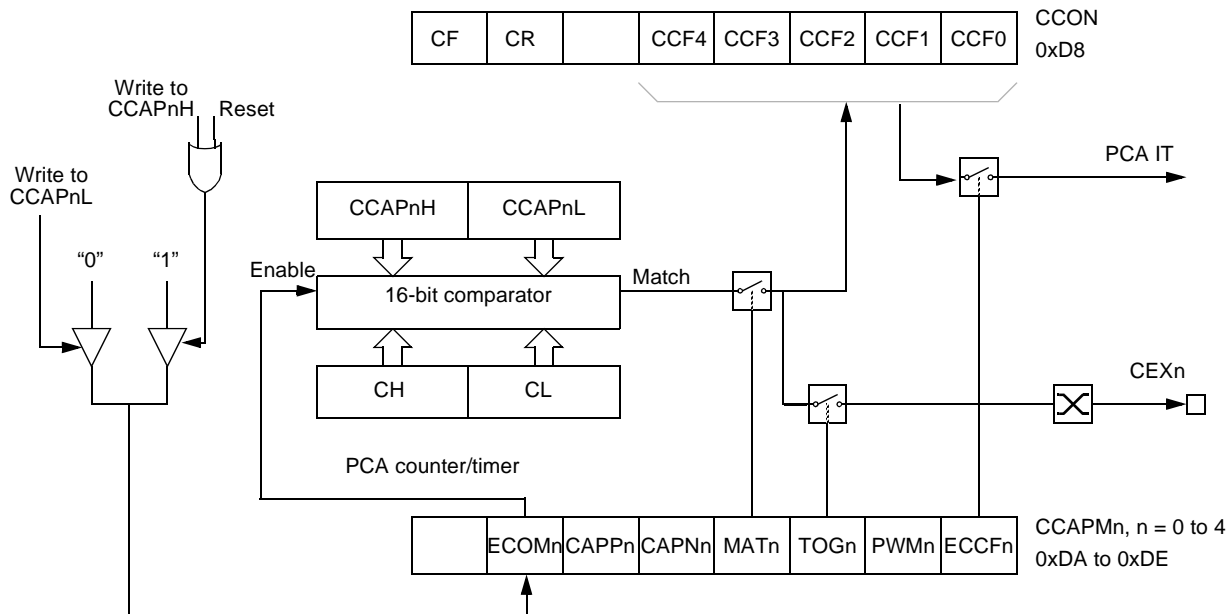 CF CR CCF4 CCF3 CCF2 CCF1 CCF0
CCON
0xD8
Write to
CCAPnH Reset
Write to
CCAPnL
PCA IT
CCAPnH CCAPnL
“0” “1”
Enable
16-bit comparator
Match
CH CL
CEXn
PCA counter/timer
ECOMn CAPPn CAPNn MATn TOGn PWMn ECCFn
CCAPMn, n = 0 to 4
0xDA to 0xDE